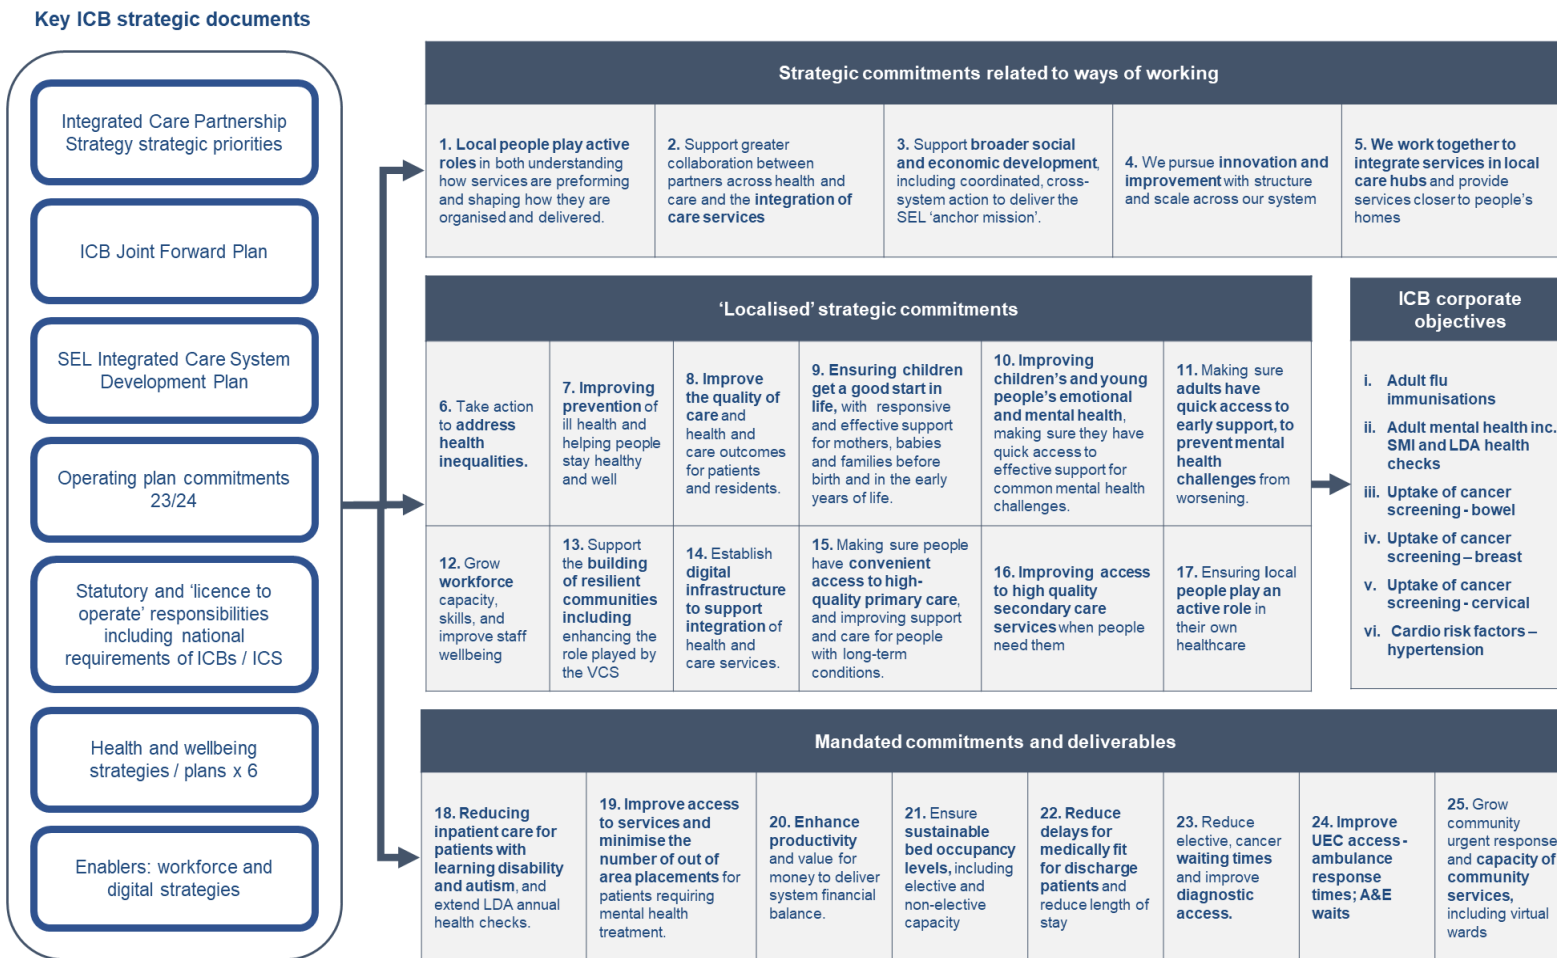 Key ICB strategic documents
Integrated Care Partnership
Strategy strategic priorities
ICB Joint Forward Plan
SEL Integrated Care System
Development Plan
Operating plan commitments
23/24
Statutory and ‘licence to
operate’ responsibilities
including national
requirements of ICBs / ICS
Health and wellbeing
strategies / plans x 6
Enablers: workforce and
digital strategies
Strategic commitments related to ways of working
1. Local people play active
roles in both understanding
how services are preforming
and shaping how they are
organised and delivered.
2. Support greater
collaboration between
partners across health and
care and the integration of
care services
3. Support broader social
and economic development,
including coordinated, cross-
system action to deliver the
SEL ‘anchor mission’.
4. We pursue innovation and
improvement with structure
and scale across our system
5. We work together to
integrate services in local
care hubs and provide
services closer to people’s
homes
‘Localised’ strategic commitments
6. Take action
to address
health
inequalities.
7. Improving
prevention of
ill health and
helping people
stay healthy
and well
8. Improve
the quality of
care and
health and
care outcomes
for patients
and residents.
9. Ensuring children
get a good start in
life, with responsive
and effective support
for mothers, babies
and families before
birth and in the early
years of life.
10. Improving
children’s and young
people’s emotional
and mental health,
making sure they have
quick access to
effective support for
common mental health
challenges.
11. Making sure
adults have
quick access to
early support, to
prevent mental
health
challenges from
worsening.
12. Grow
workforce
capacity,
skills, and
improve staff
wellbeing
13. Support
the building
of resilient
communities
including
enhancing the
role played by
the VCS
14. Establish
digital
infrastructure
to support
integration of
health and
care services.
15. Making sure people
have convenient
access to high-
quality primary care,
and improving support
and care for people
with long-term
conditions.
16. Improving access
to high quality
secondary care
services when people
need them
17. Ensuring local
people play an
active role in
their own
healthcare
ICB corporate
objectives
i. Adult flu
immunisations
ii. Adult mental health inc.
SMI and LDA health
checks
iii. Uptake of cancer
screening - bowel
iv. Uptake of cancer
screening – breast
v. Uptake of cancer
screening - cervical
vi. Cardio risk factors –
hypertension
Mandated commitments and deliverables
18. Reducing
inpatient care for
patients with
learning disability
and autism, and
extend LDA annual
health checks.
19. Improve access
to services and
minimise the
number of out of
area placements for
patients requiring
mental health
treatment.
20. Enhance
productivity
and value for
money to deliver
system financial
balance.
21. Ensure
sustainable
bed occupancy
levels, including
elective and
non-elective
capacity
22. Reduce
delays for
medically fit
for discharge
patients and
reduce length of
stay
23. Reduce
elective, cancer
waiting times
and improve
diagnostic
access.
24. Improve
UEC access -
ambulance
response
times; A&E
waits
25. Grow
community
urgent response
and capacity of
community
services,
including virtual
wards